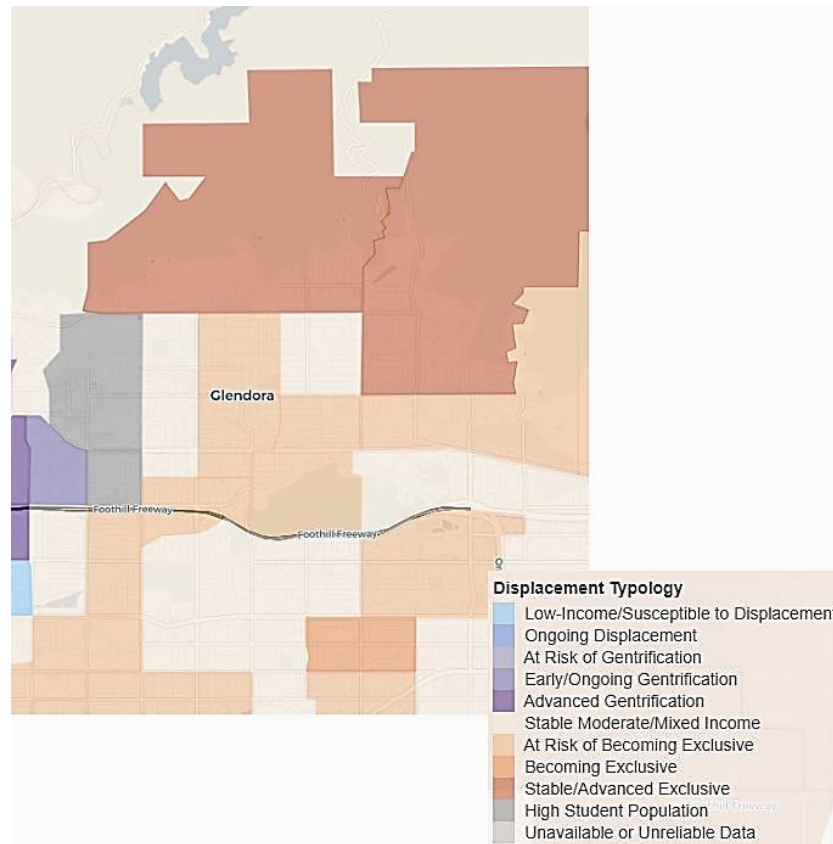 Glendora
Foothill Freeway
Foothill Freeway
Displacement Typology
Low-Income/Susceptible to Displacement
Ongoing Displacement
At Risk of Gentrification
Early/Ongoing Gentrification
Advanced Gentrification
Stable Moderate/Mixed Income
At Risk of Becoming Exclusive
Becoming Exclusive
Stable/Advanced Exclusive
High Student Population
Unavailable or Unreliable Data